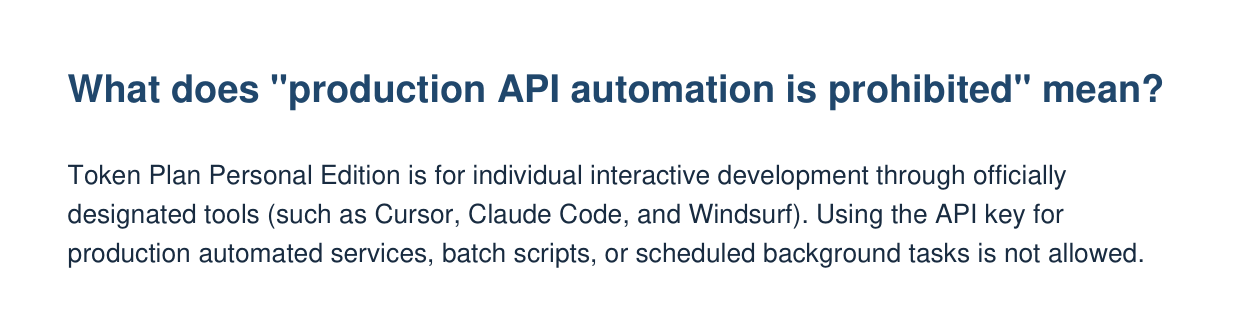 What does "production API automation is prohibited" mean?
Token Plan Personal Edition is for individual interactive development through officially
designated tools (such as Cursor, Claude Code, and Windsurf). Using the API key for
production automated services, batch scripts, or scheduled background tasks is not allowed.